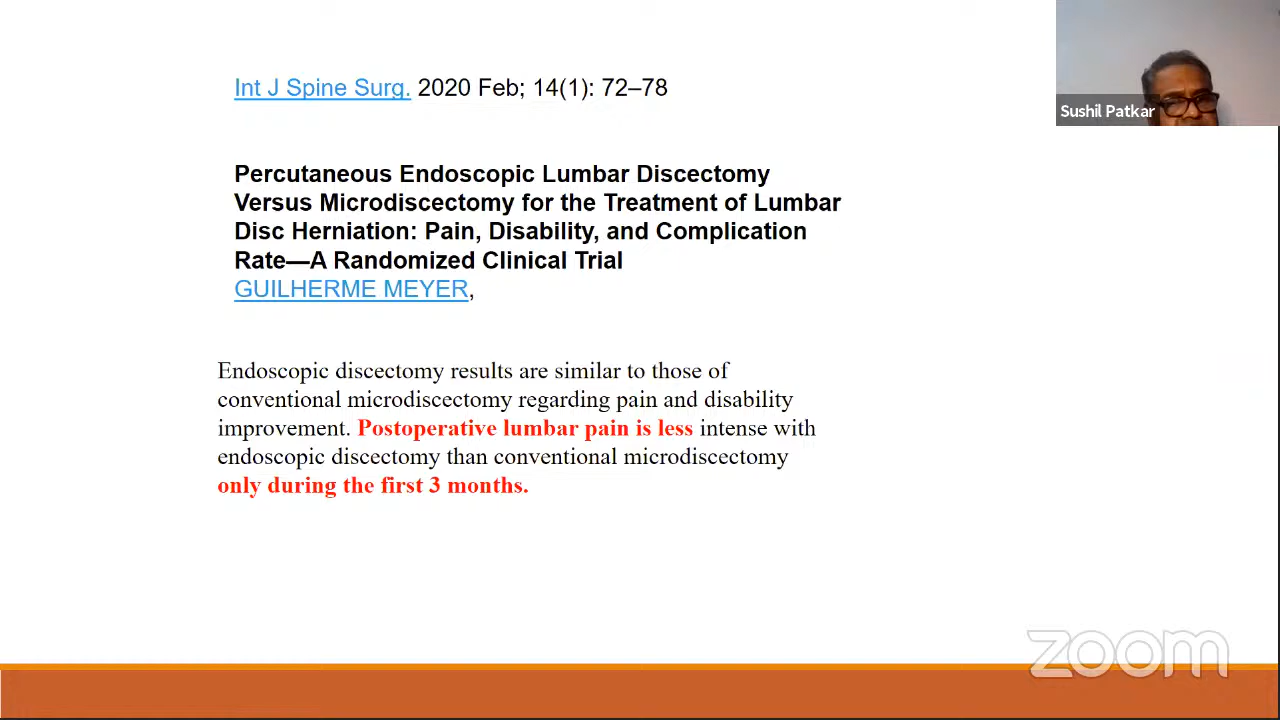 Int J Spine Surg. 2020 Feb; 14(1): 72–78
Sushil Patkar
Percutaneous Endoscopic Lumbar Discectomy
Versus Microdiscectomy for the Treatment of Lumbar
Disc Herniation: Pain, Disability, and Complication
Rate—A Randomized Clinical Trial
GUILHERME MEYER,
Endoscopic discectomy results are similar to those of
conventional microdiscectomy regarding pain and disability
improvement. Postoperative lumbar pain is less intense with
endoscopic discectomy than conventional microdiscectomy
only during the first 3 months.
zoom